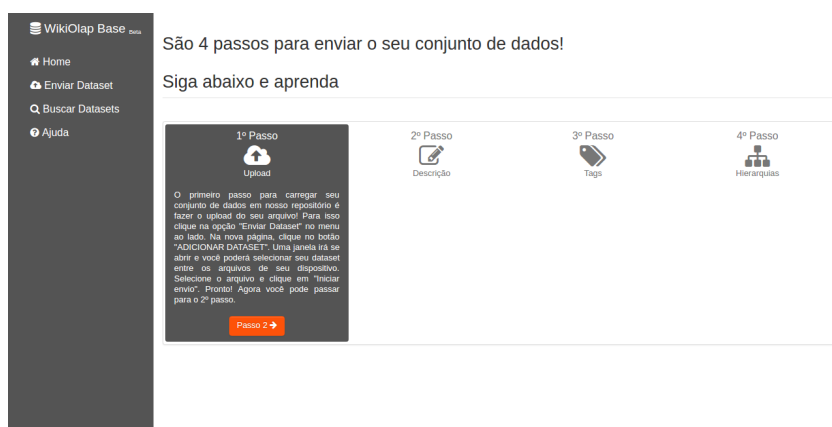 WikiOlap Base Beta
Home
Enviar Dataset
Buscar Datasets
Ajuda
São 4 passos para enviar o seu conjunto de dados!
Siga abaixo e aprenda
1º Passo
Upload
O primeiro passo para carregar seu
conjunto de dados em nosso repositório é
fazer o upload do seu arquivo! Para isso
clique na opção "Enviar Dataset" no menu
ao lado. Na nova página, clique no botão
"ADICIONAR DATASET". Uma janela irá se
abrir e você poderá selecionar seu dataset
entre os arquivos de seu dispositivo.
Selecione o arquivo e clique em "Iniciar
envio". Pronto! Agora você pode passar
para o 2º passo.
Passo 2
2º Passo
Descrição
3º Passo
Tags
4º Passo
Hierarquias